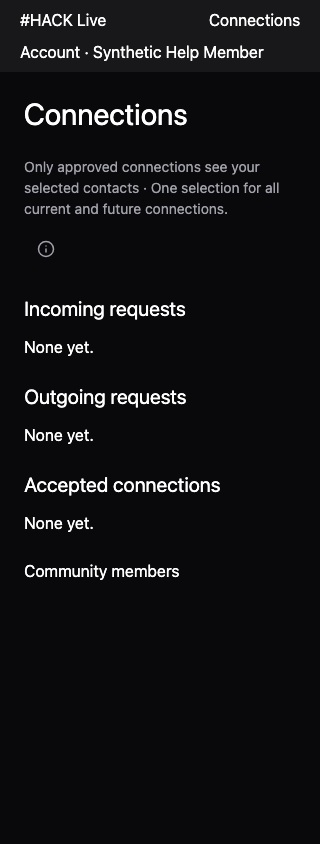 #HACK Live
Connections
Account · Synthetic Help Member
Connections
Only approved connections see your
selected contacts · One selection for all
current and future connections.
Incoming requests
None yet.
Outgoing requests
None yet.
Accepted connections
None yet.
Community members